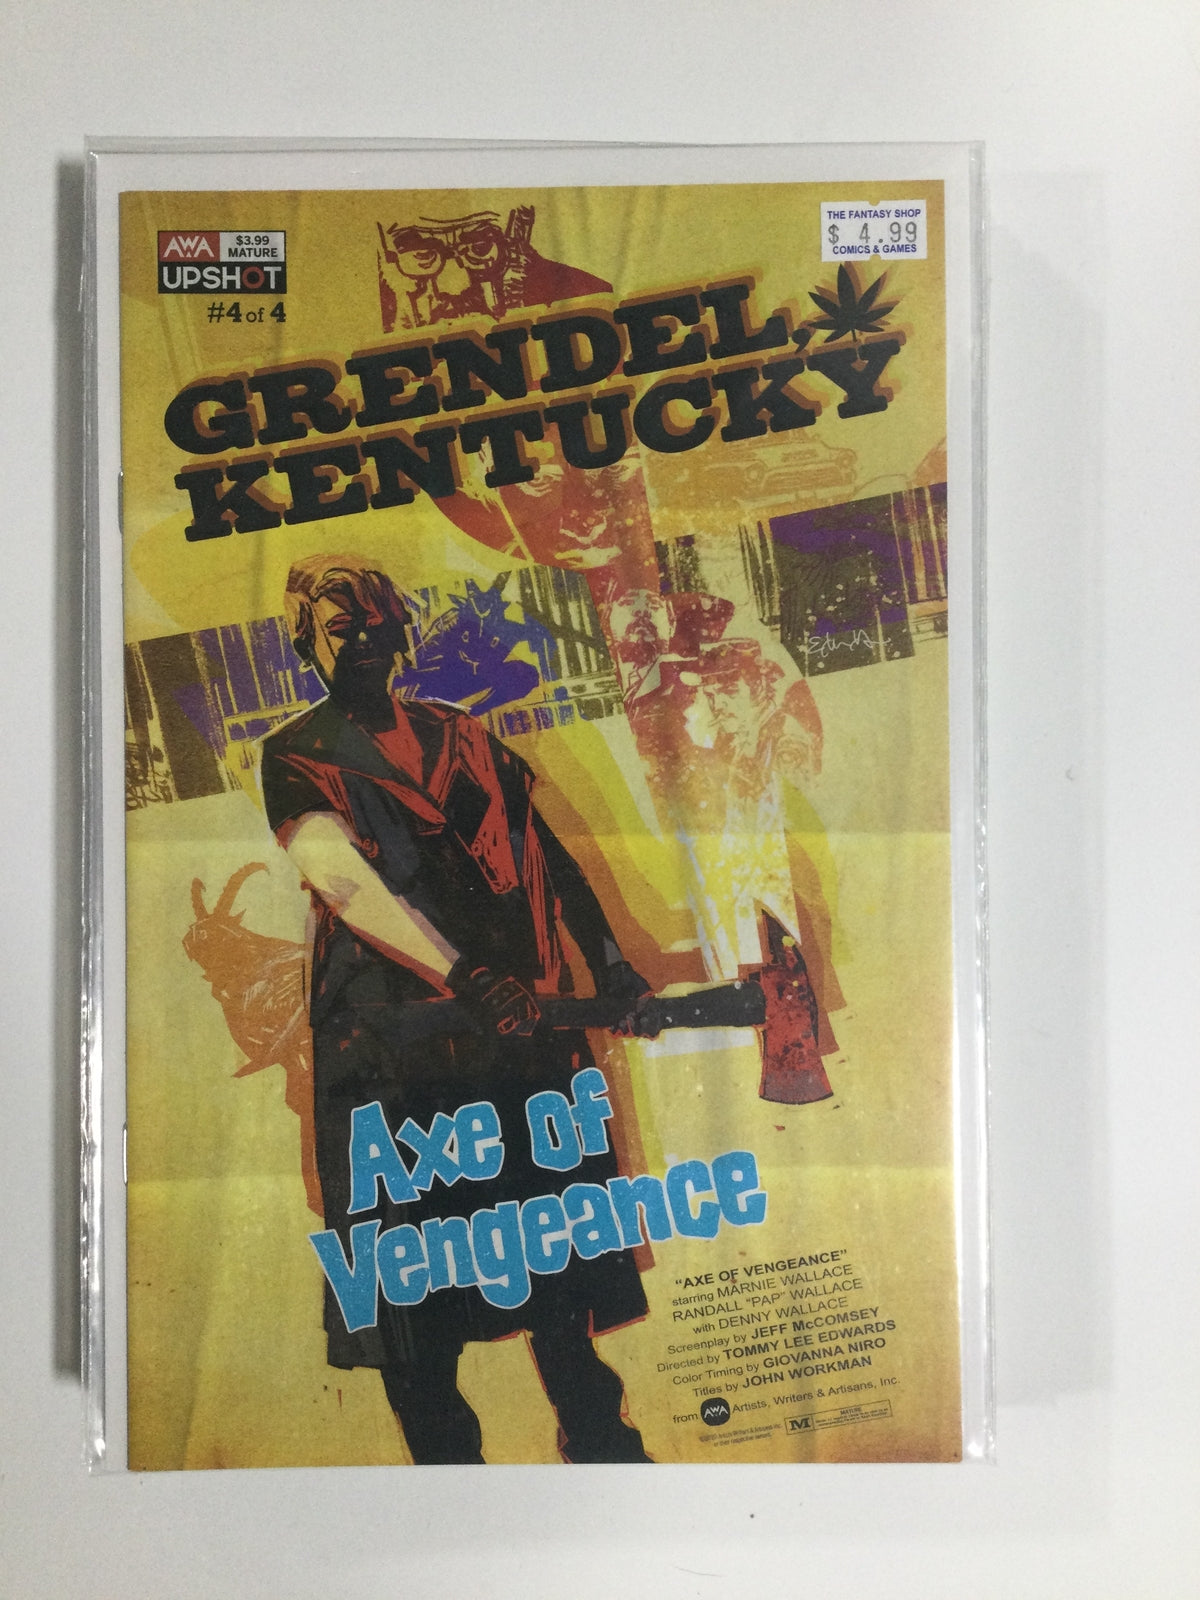 THE FANTASY SHOP
$ 4.99
COMICS & GAMES
AWA
$3.99
MATURE
UPSHOT
#4 of 4
GRENDEL,
KENTUCKY
Axe of
Vengeance
"AXE OF VENGEANCE"
starring MARNIE WALLACE
RANDALL "PAP" WALLACE
with DENNY WALLACE
Screenplay by JEFF McCOMSEY
Directed by TOMMY LEE EDWARDS
Color Timing by GIOVANNA NIRO
Titles by JOHN WORKMAN
from AWA Artists, Writers & Artisans, Inc.
M MATURE